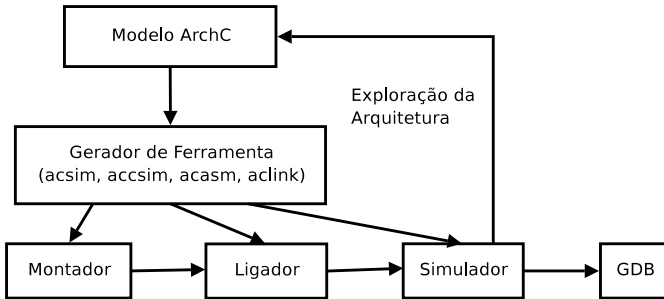 Modelo ArchC
Exploração da
Arquitetura
Gerador de Ferramenta
(acsim, accsim, acasm, aclink)
Montador
Ligador
Simulador
GDB